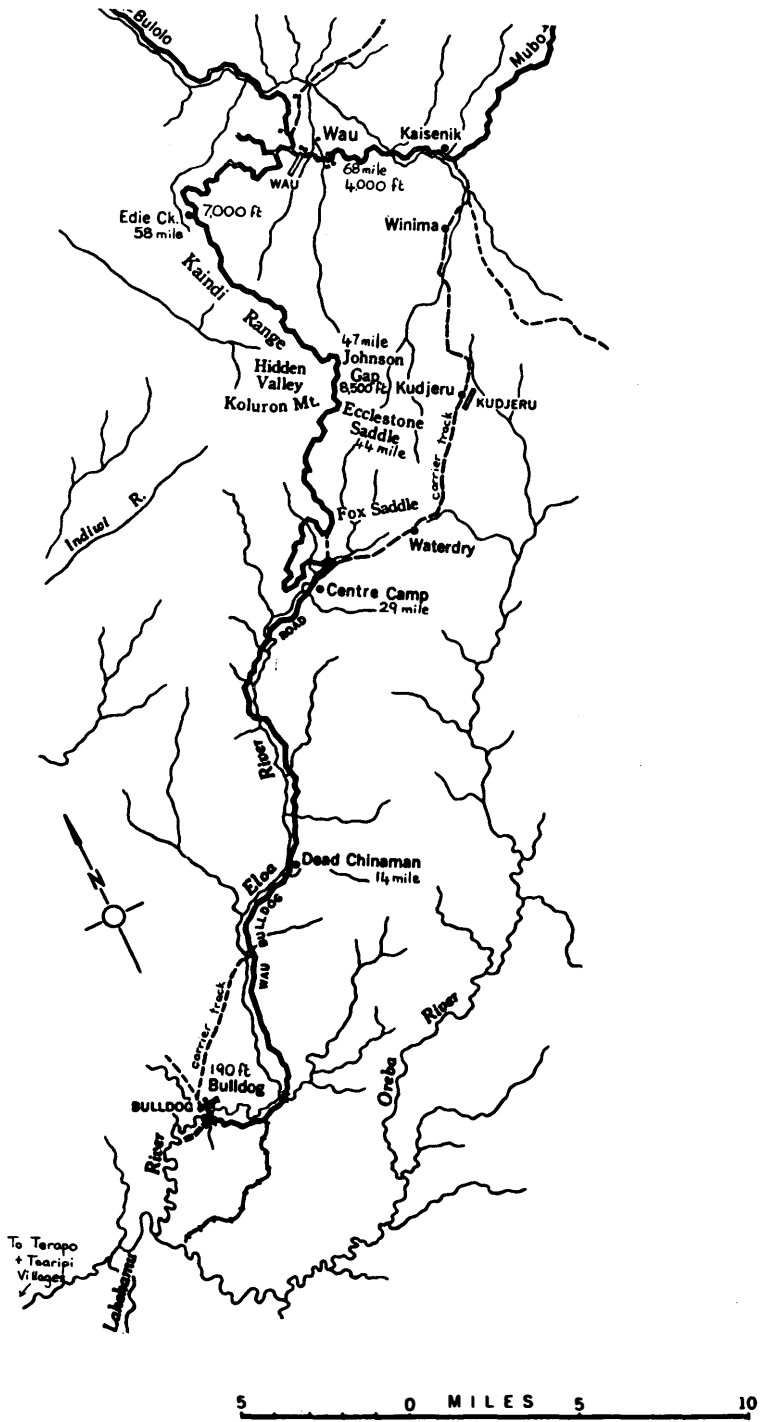 Bulolo
Mubo
Wau
Kaisenik
WAU
68 mile
4,000 ft
Edie Ck.
7,000 ft
58 mile
Winima
Kaindi
Range
47 mile
Johnson
Gap
8,500 ft
Hidden
Valley
Koluron Mt.
Kudjeru
KUDJERU
Ecclestone
Saddle
44 mile
carrier track
Indiwi R.
Fox Saddle
Waterdry
Centre Camp
29 mile
ROAD
River
Eloa
Dead Chinaman
14 mile
N
WAU BULLDOG
carrier track
River
Oreba
190 ft
Bulldog
BULLDOG
River
To Terapo
+ Toaripi
Villages
Lakekamu
5 0 MILES 5 10